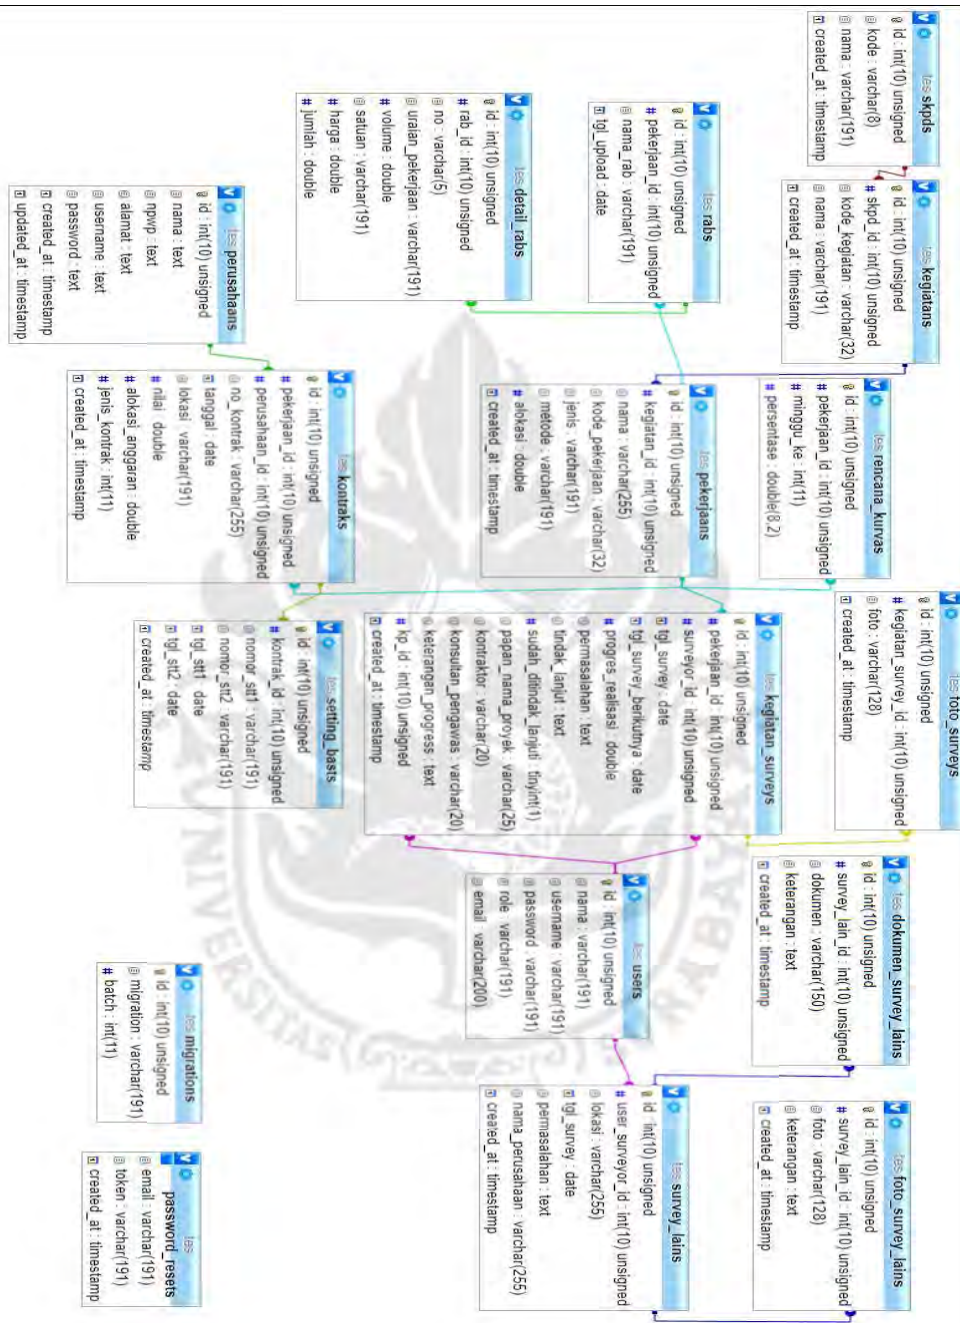 tes skpds
id : int(10) unsigned
kode : varchar(8)
nama : varchar(191)
created_at : timestamp
tes kegiatans
id : int(10) unsigned
# skpd_id : int(10) unsigned
kode_kegiatan : varchar(32)
nama : varchar(191)
created_at : timestamp
tes foto_surveys
id : int(10) unsigned
# kegiatan_survey_id : int(10) unsigned
foto : varchar(128)
created_at : timestamp
tes dokumen_survey_lains
id : int(10) unsigned
# survey_lain_id : int(10) unsigned
dokumen : varchar(150)
keterangan : text
created_at : timestamp
tes foto_survey_lains
id : int(10) unsigned
# survey_lain_id : int(10) unsigned
foto : varchar(128)
keterangan : text
created_at : timestamp
tes rabs
id : int(10) unsigned
# pekerjaan_id : int(10) unsigned
nama_rab : varchar(191)
tgl_upload : date
tes rencana_kurvas
id : int(10) unsigned
# pekerjaan_id : int(10) unsigned
# minggu_ke : int(11)
# persentase : double(8,2)
tes detail_rabs
id : int(10) unsigned
# rab_id : int(10) unsigned
no : varchar(5)
uraian_pekerjaan : varchar(191)
# volume : double
satuan : varchar(191)
# harga : double
# jumlah : double
tes pekerjaans
id : int(10) unsigned
# kegiatan_id : int(10) unsigned
nama : varchar(255)
kode_pekerjaan : varchar(32)
jenis : varchar(191)
metode : varchar(191)
# alokasi : double
created_at : timestamp
tes kegiatan_surveys
id : int(10) unsigned
# pekerjaan_id : int(10) unsigned
# surveyor_id : int(10) unsigned
tgl_survey : date
tgl_survey_berikutnya : date
# progres_realisasi : double
permasalahan : text
tindak_lanjut : text
# sudah_ditindak_lanjuti : tinyint(1)
papan_nama_proyek : varchar(25)
kontraktor : varchar(20)
konsultan_pengawas : varchar(20)
keterangan_progress : text
# kp_id : int(10) unsigned
created_at : timestamp
tes users
id : int(10) unsigned
nama : varchar(191)
username : varchar(191)
password : varchar(191)
role : varchar(191)
email : varchar(200)
tes survey_lains
id : int(10) unsigned
# user_surveyor_id : int(10) unsigned
lokasi : varchar(255)
tgl_survey : date
permasalahan : text
nama_perusahaan : varchar(255)
created_at : timestamp
tes perusahans
id : int(10) unsigned
nama : text
npwp : text
alamat : text
username : text
password : text
created_at : timestamp
updated_at : timestamp
tes kontraks
id : int(10) unsigned
# pekerjaan_id : int(10) unsigned
# perusahaan_id : int(10) unsigned
no_kontrak : varchar(255)
tanggal : date
lokasi : varchar(191)
# nilai : double
# alokasi_anggaran : double
# jenis_kontrak : int(11)
created_at : timestamp
tes setting_basts
id : int(10) unsigned
# kontrak_id : int(10) unsigned
nomor_stt1 : varchar(191)
nomor_stt2 : varchar(191)
tgl_stt1 : date
tgl_stt2 : date
created_at : timestamp
tes migrations
id : int(10) unsigned
migration : varchar(191)
# batch : int(11)
tes
password_resets
email : varchar(191)
token : varchar(191)
created_at : timestamp